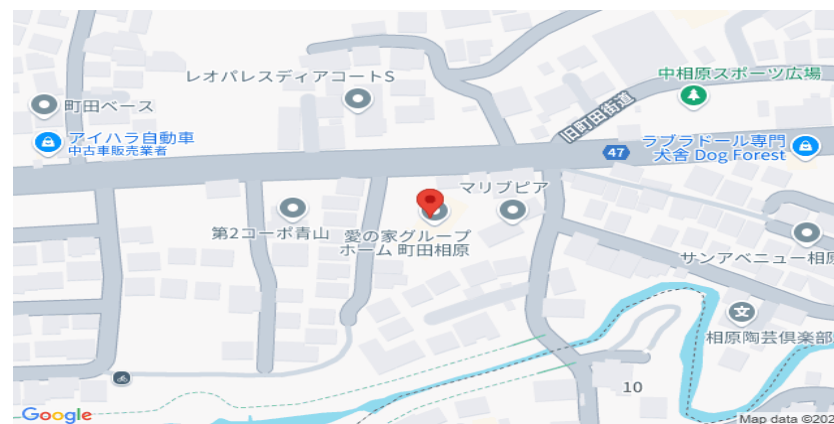 レオパレスディアコートS
中相原スポーツ広場
町田ベース
旧町田街道
アイハラ自動車
中古車販売業者
47
ラブラドール専門
犬舎 Dog Forest
マリブピア
第2コーポ青山
愛の家グループ
ホーム 町田相原
サンアベニュー相原
相原陶芸倶楽部
10
Google
Map data ©202